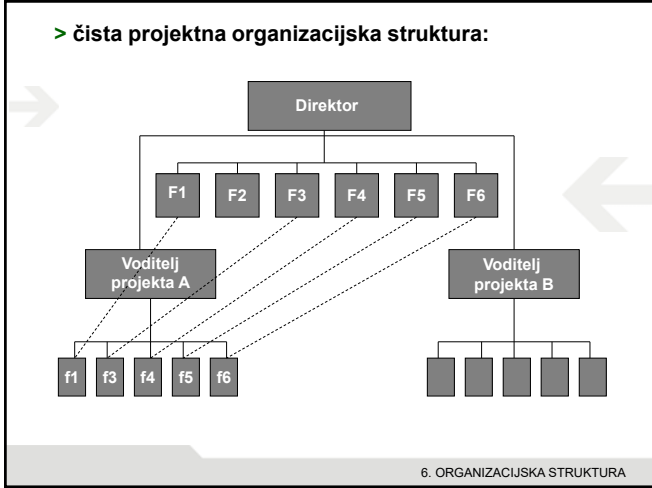 > čista projektna organizacijska struktura:
Direktor
F1 F2 F3 F4 F5 F6
Voditelj
projekta A
Voditelj
projekta B
f1 f3 f4 f5 f6
6. ORGANIZACIJSKA STRUKTURA